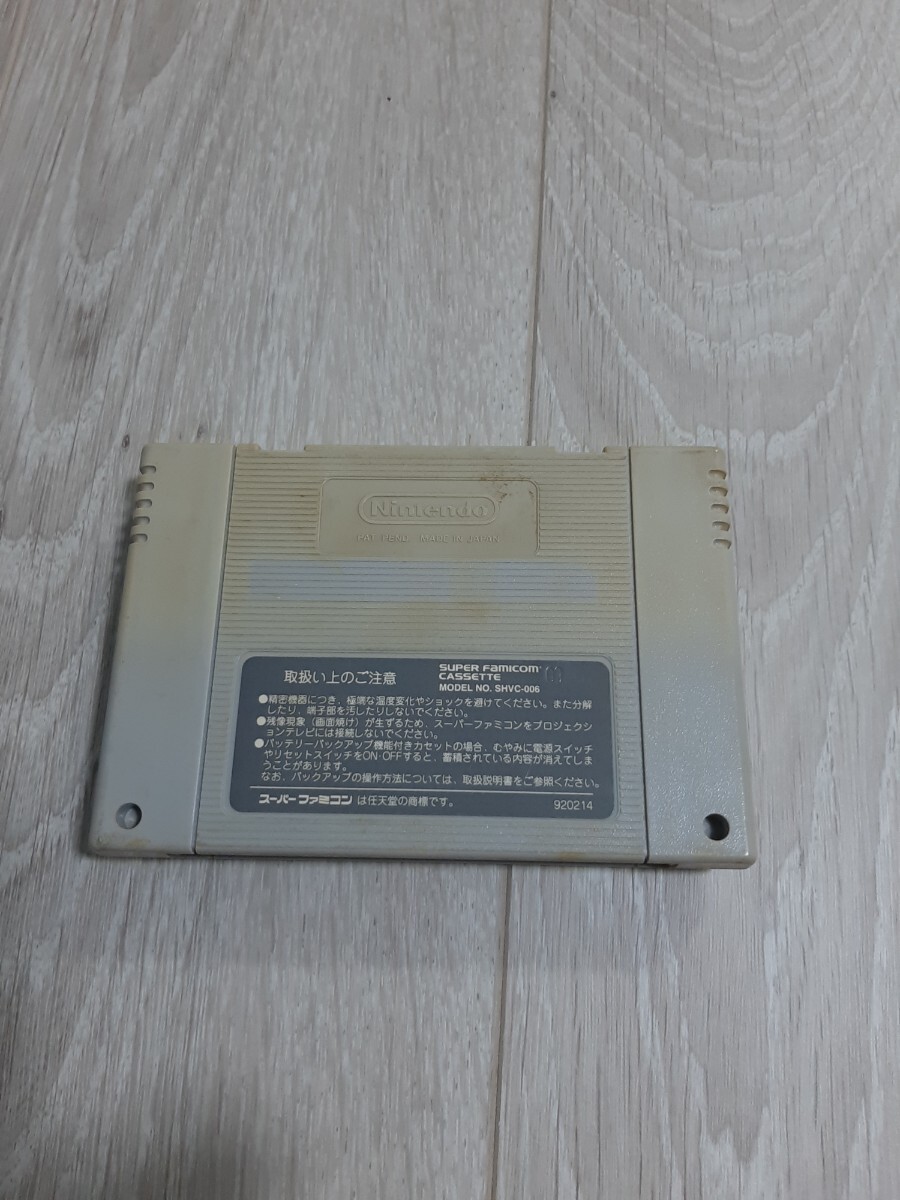 Nintendo
PAT. PEND. MADE IN JAPAN
取扱い上のご注意
SUPER FAMICOM
CASSETTE
MODEL NO. SHVC-006
●精密機器につき、極端な温度変化やショックを避けてください。また分解
したり、端子部を汚したりしないでください。
●残像現象（画面焼け）が生ずるため、スーパーファミコンをプロジェクシ
ョンテレビには接続しないでください。
●バッテリーバックアップ機能付きカセットの場合、むやみに電源スイッチ
やリセットスイッチをON・OFFすると、蓄積されている内容が消えてしま
うことがあります。
なお、バックアップの操作方法については、取扱説明書をご参照ください。
スーパーファミコンは任天堂の商標です。
920214